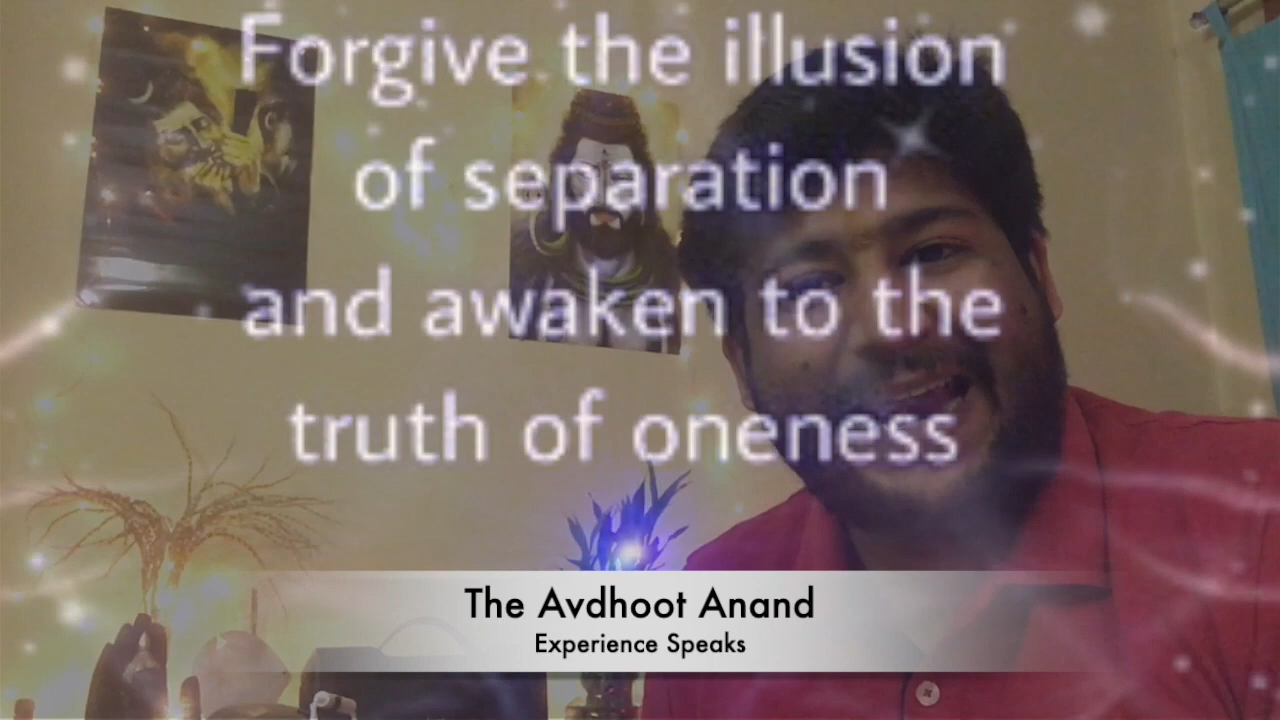 Forgive the illusion
of separation
and awaken to the
truth of oneness
The Avdhoot Anand
Experience Speaks